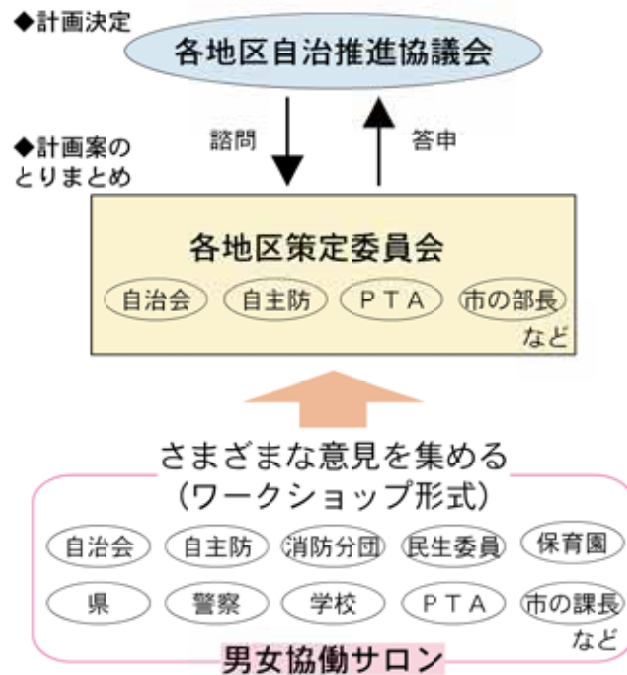 ◆計画決定
各地区自治推進協議会
諮問
答申
◆計画案の
とりまとめ
各地区策定委員会
自治会 自主防 PTA 市の部長
など
さまざまな意見を集める
(ワークショップ形式)
自治会 自主防 消防分団 民生委員 保育園
県 警察 学校 PTA 市の課長
など
男女協働サロン